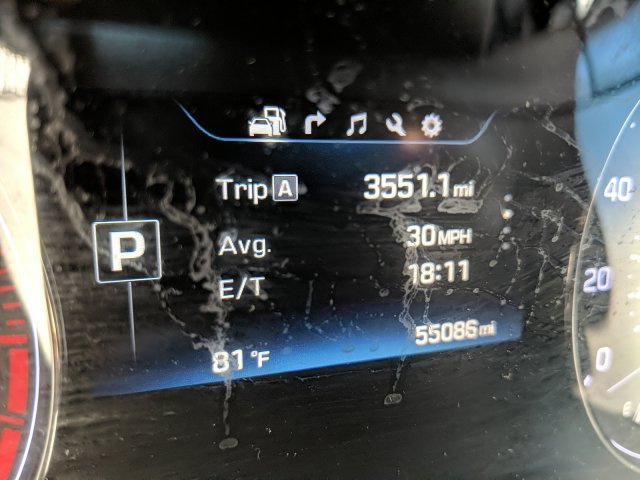 Trip A 3551.1 mi
P
Avg. 30 MPH
E/T 18:11
55086 mi
81 °F
40
20
0